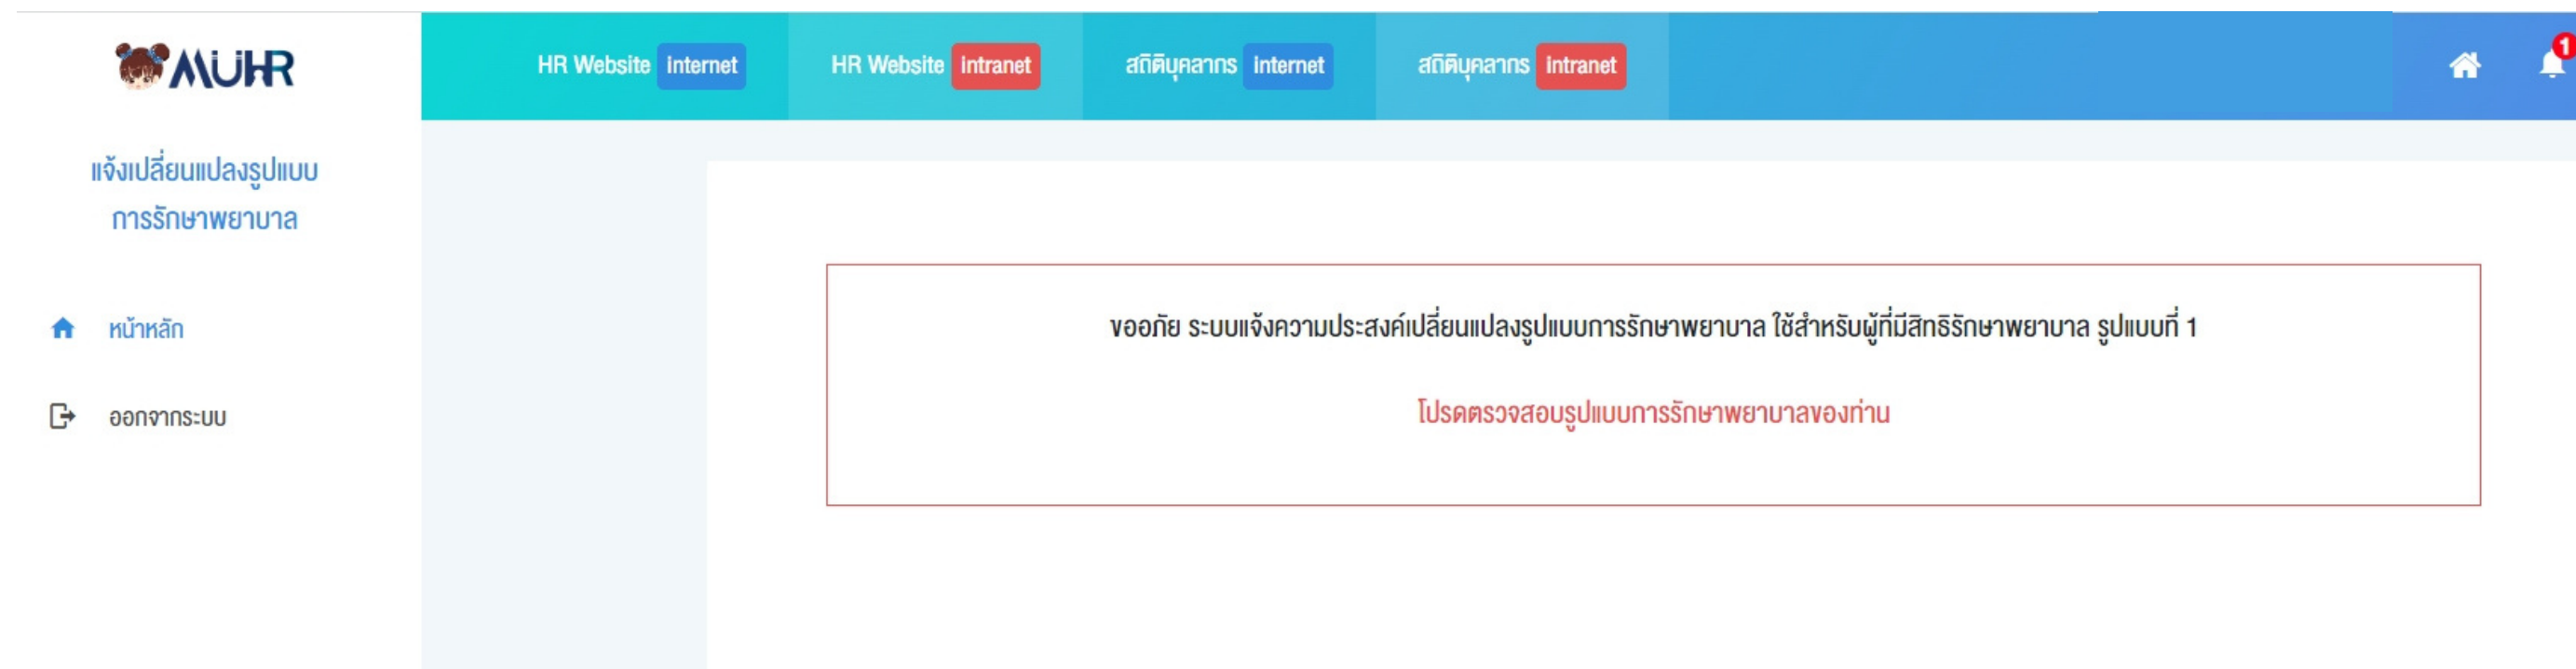 MUHR
HR Website Internet
HR Website Intranet
สถิติบุคลากร Internet
สถิติบุคลากร Intranet
1
แจ้งเปลี่ยนแปลงรูปแบบ
การรักษาพยาบาล
หน้าหลัก
ออกจากระบบ
ขออภัย ระบบแจ้งความประสงค์เปลี่ยนแปลงรูปแบบการรักษาพยาบาล ใช้สำหรับผู้ที่มีสิทธิรักษาพยาบาล รูปแบบที่ 1
โปรดตรวจสอบรูปแบบการรักษาพยาบาลของท่าน